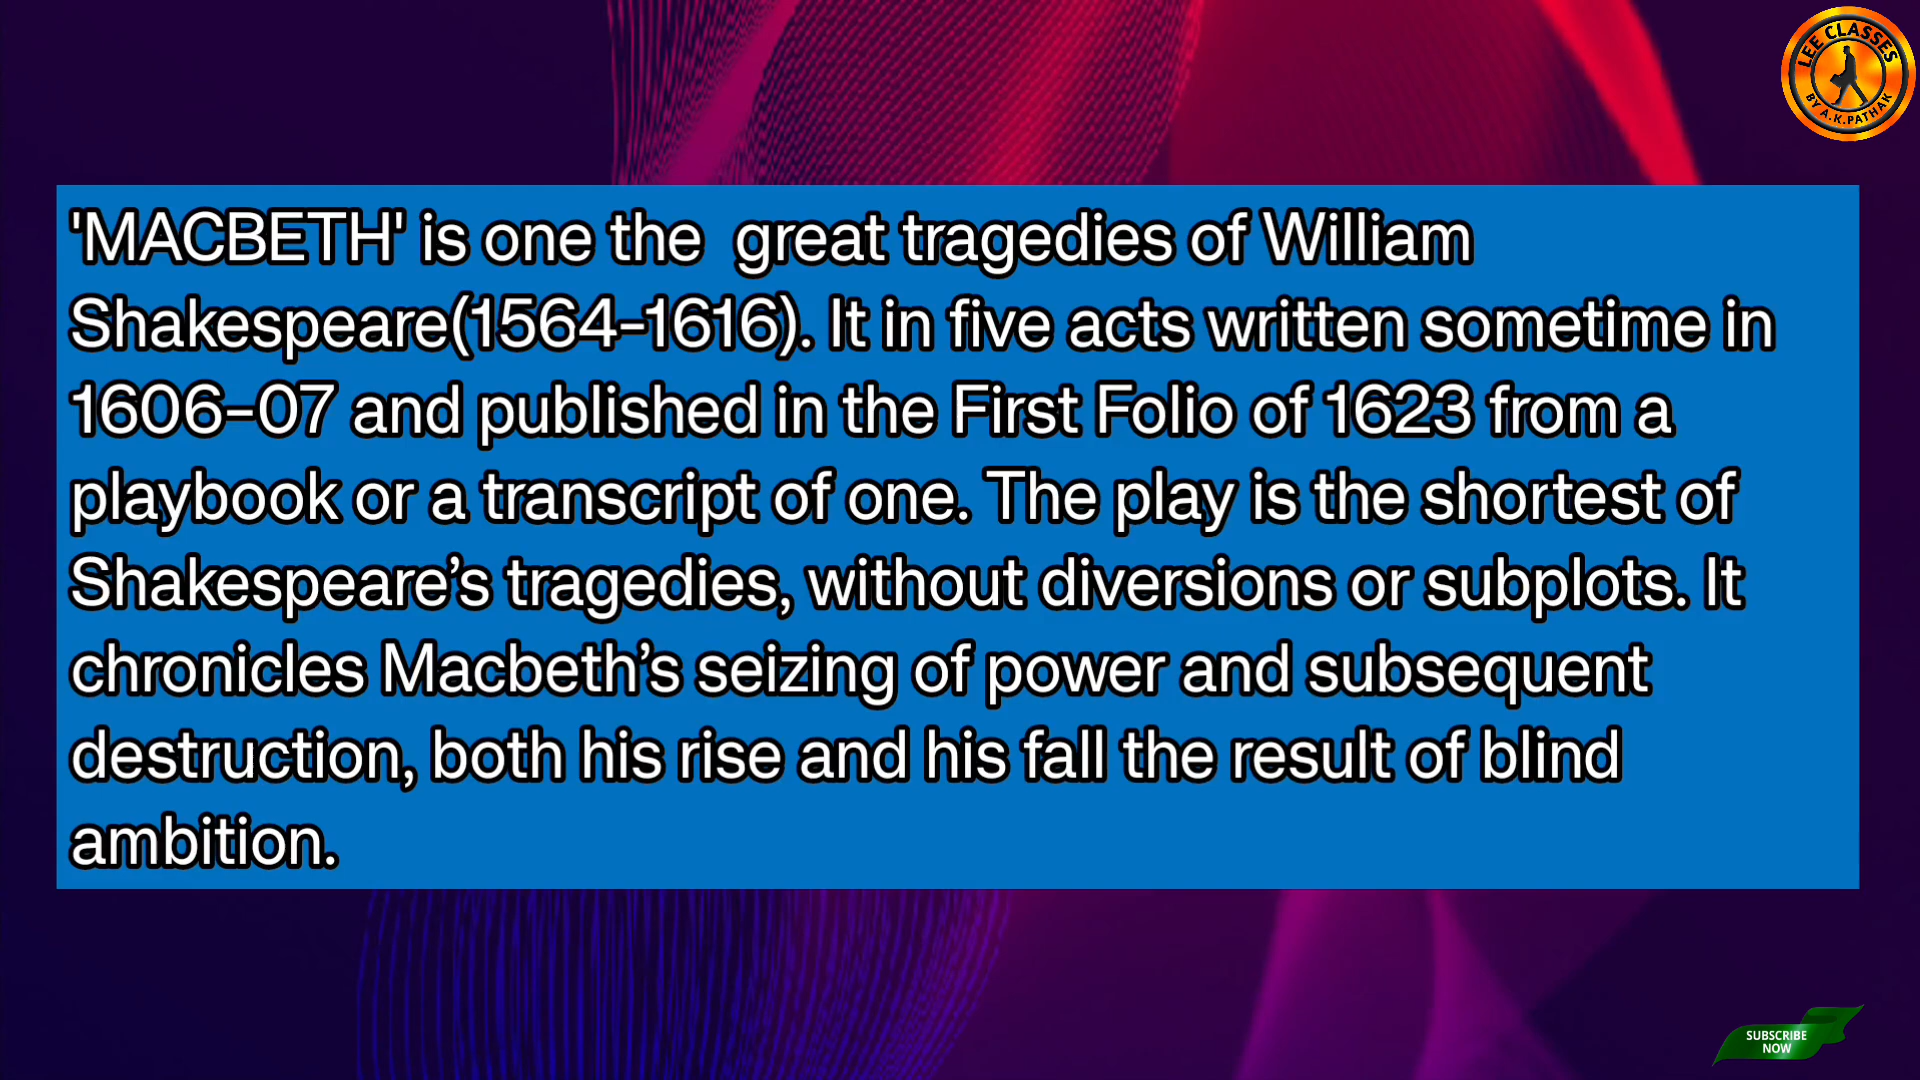 LEE CLASSES
BY A.K.PATHAK
'MACBETH' is one the  great tragedies of William
Shakespeare(1564-1616). It in five acts written sometime in
1606–07 and published in the First Folio of 1623 from a
playbook or a transcript of one. The play is the shortest of
Shakespeare’s tragedies, without diversions or subplots. It
chronicles Macbeth’s seizing of power and subsequent
destruction, both his rise and his fall the result of blind
ambition.
SUBSCRIBE
NOW